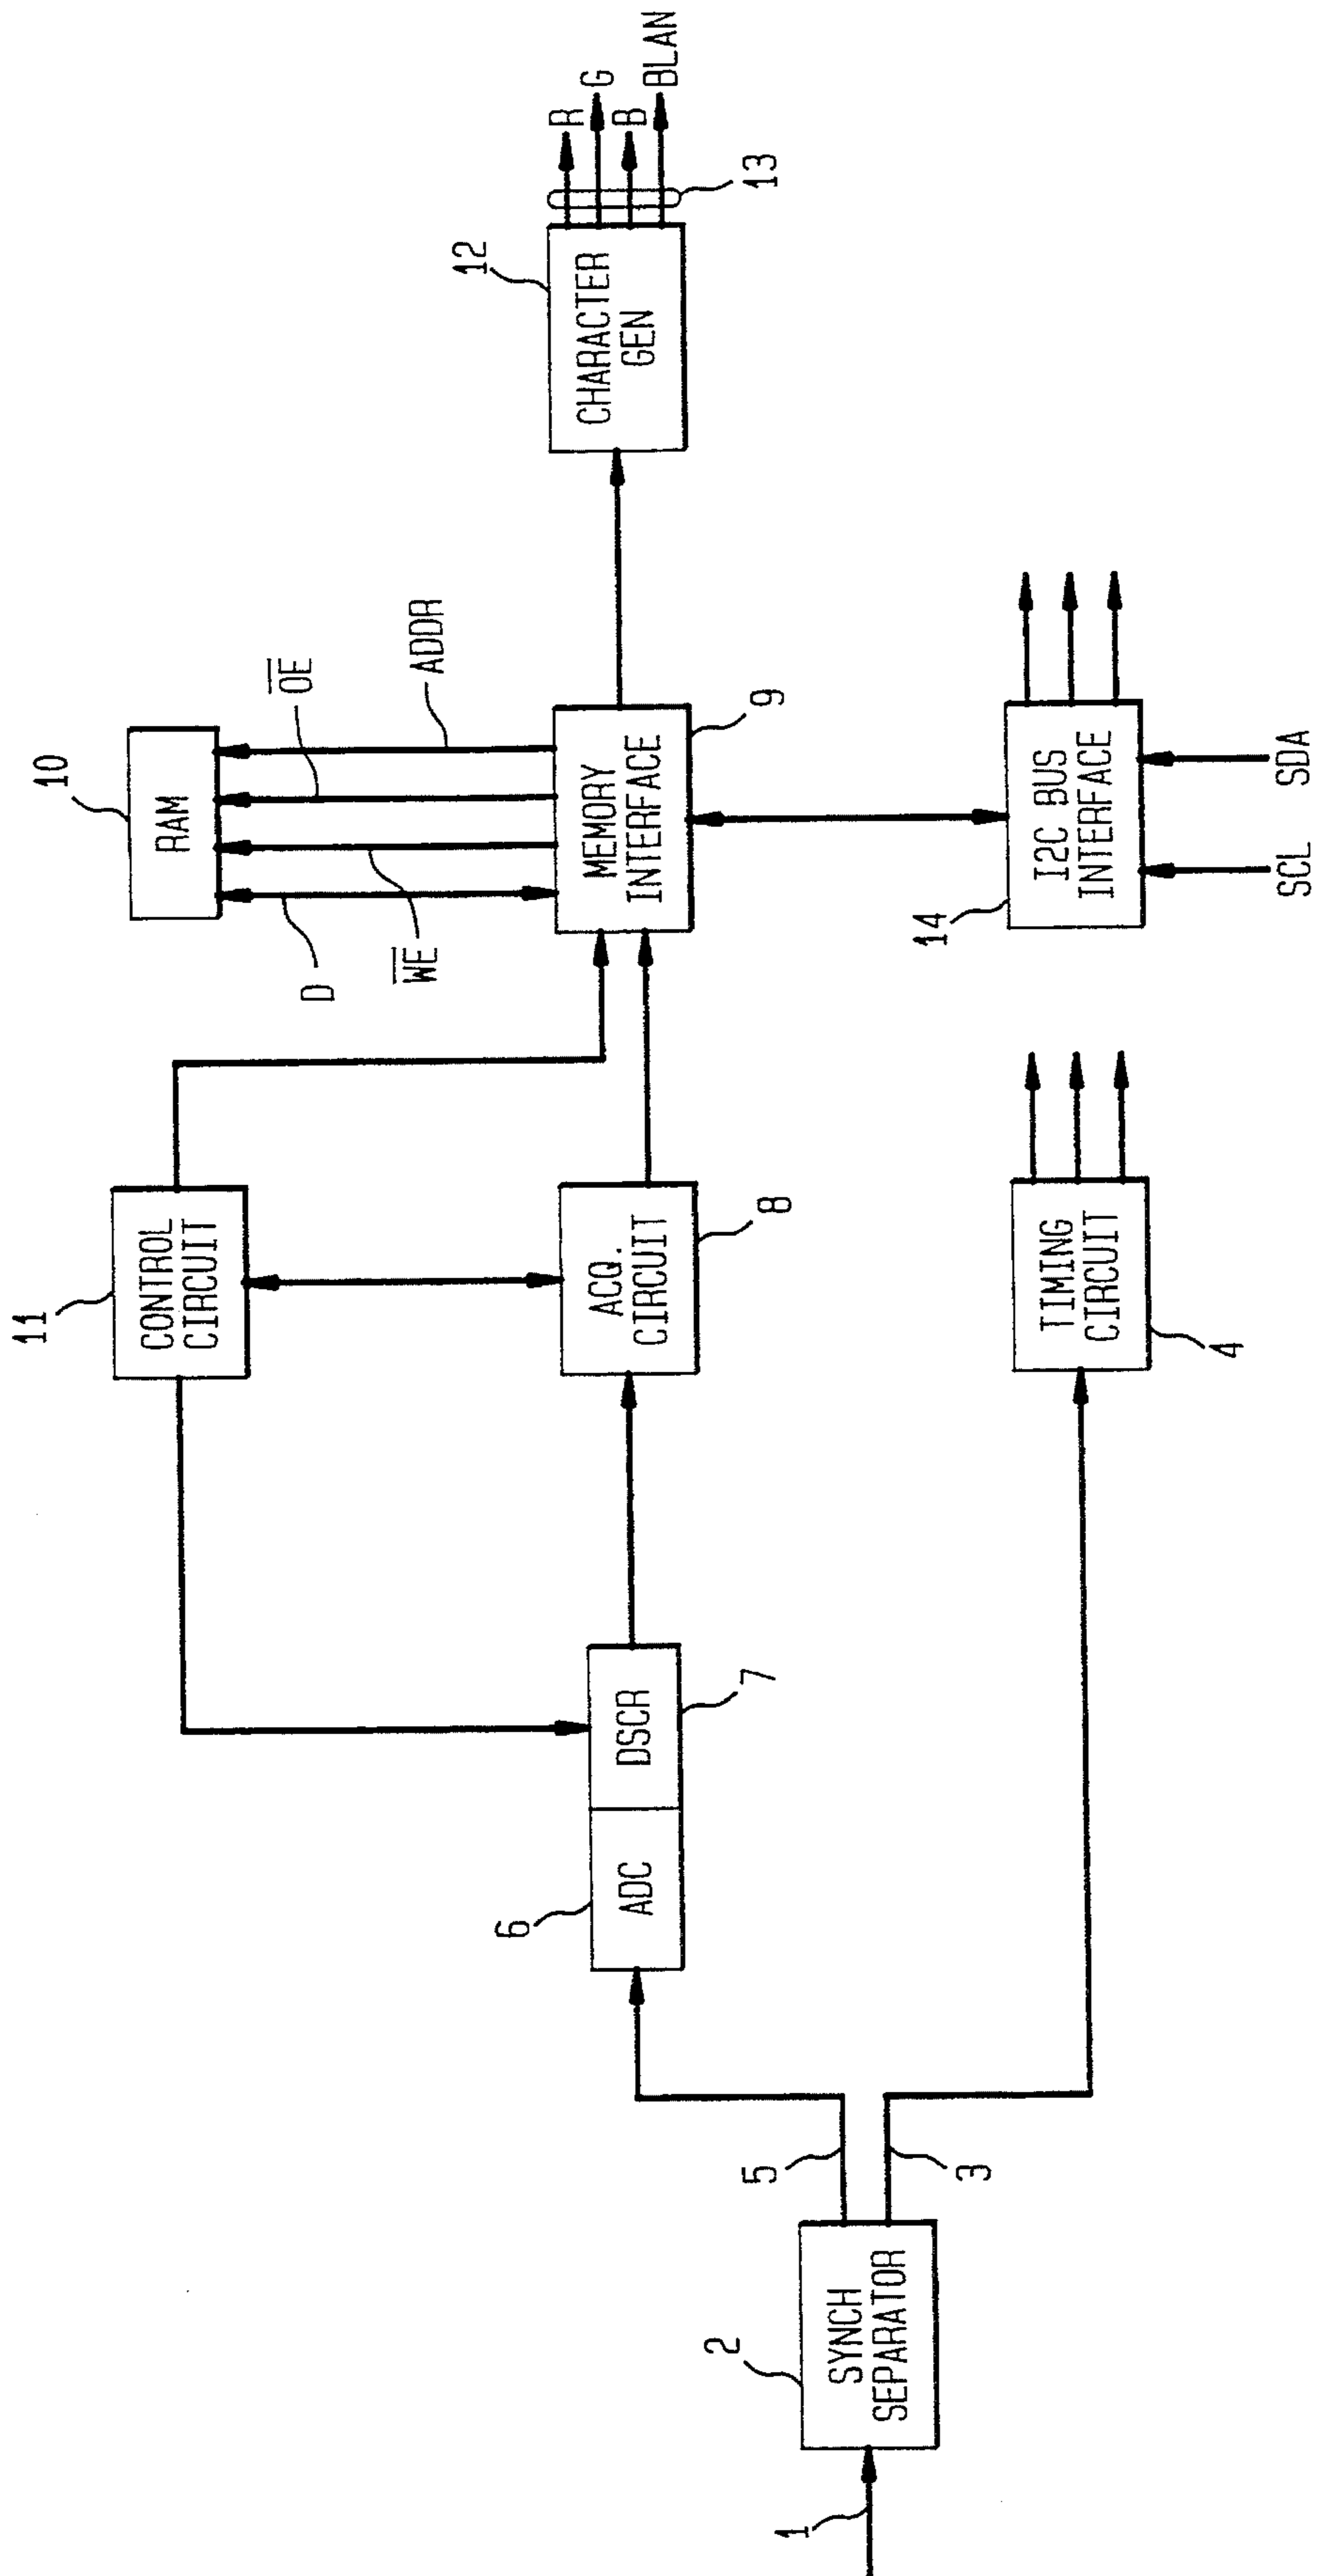 1
2
SYNCH
SEPARATOR
5
3
6
ADC
DSCR
7
11
CONTROL
CIRCUIT
ACQ.
CIRCUIT
8
TIMING
CIRCUIT
4
10
RAM
D
WE
OE
ADDR
MEMORY
INTERFACE
9
14
I2C BUS
INTERFACE
SCL
SDA
12
CHARACTER
GEN
R
G
B
BLAN
13